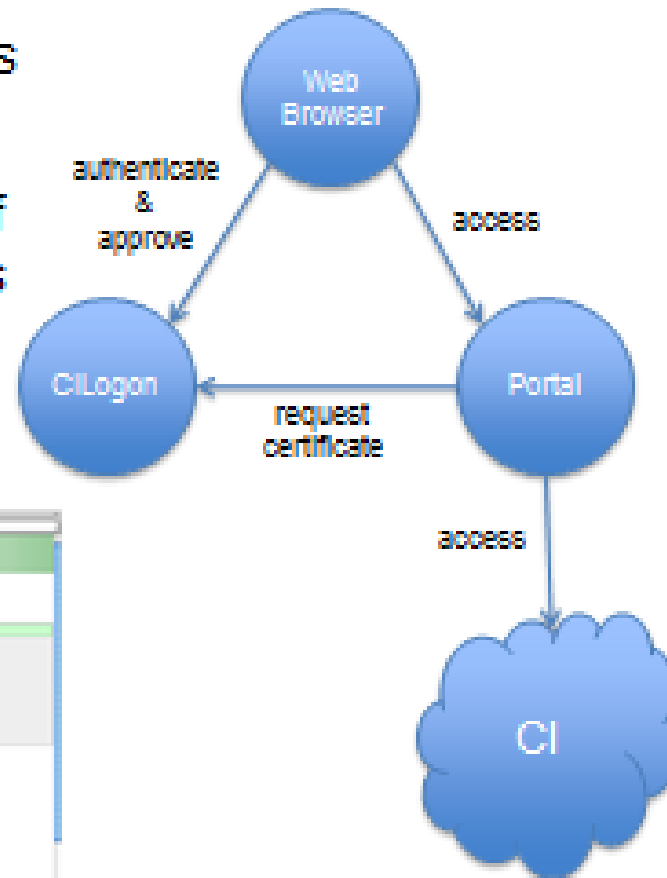 Web
Browser
authenticate
&
approve
access
CILogon
Portal
request
certificate
access
CI